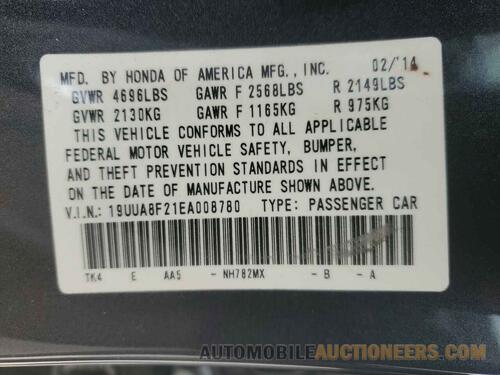 MFD. BY HONDA OF AMERICA MFG., INC. 02/'14
GVWR 4696LBS GAWR F 2568LBS R 2149LBS
GVWR 2130KG GAWR F 1165KG R 975KG
THIS VEHICLE CONFORMS TO ALL APPLICABLE
FEDERAL MOTOR VEHICLE SAFETY, BUMPER,
AND THEFT PREVENTION STANDARDS IN EFFECT
ON THE DATE OF MANUFACTURE SHOWN ABOVE.
V.I.N.: 19UUA8F21EA008780 TYPE: PASSENGER CAR
TK4 E AA5 - NH782MX - B - A
AUTOMOBILEAUCTIONEERS.COM